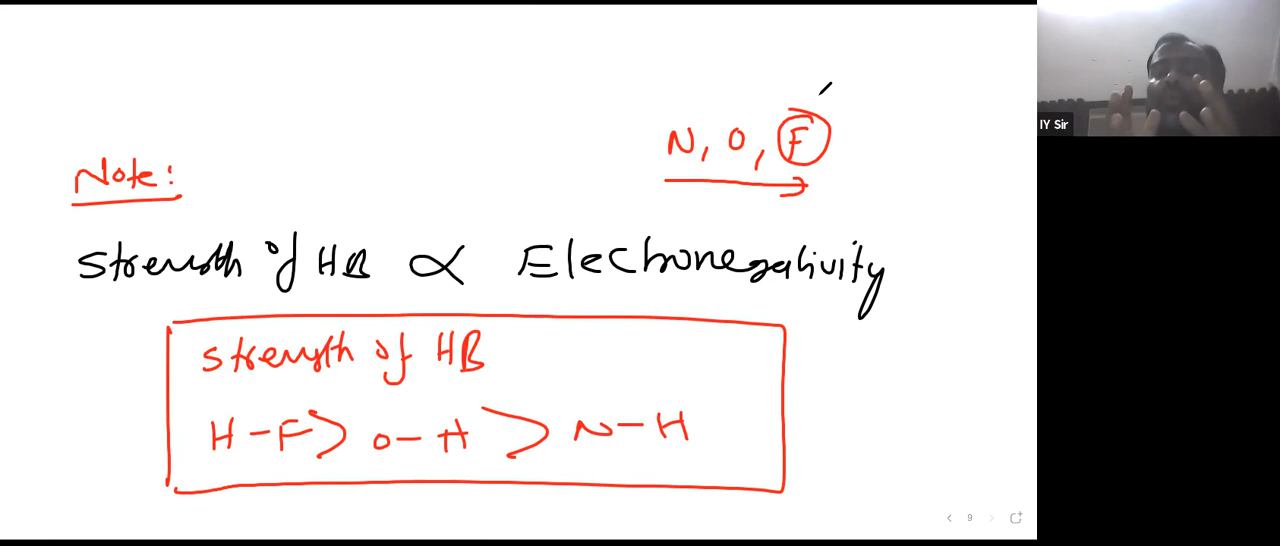 N, O, F
IY Sir
Note:
Strength of HB ∝ Electronegativity
Strength of HB
H-F > O-H > N-H
9